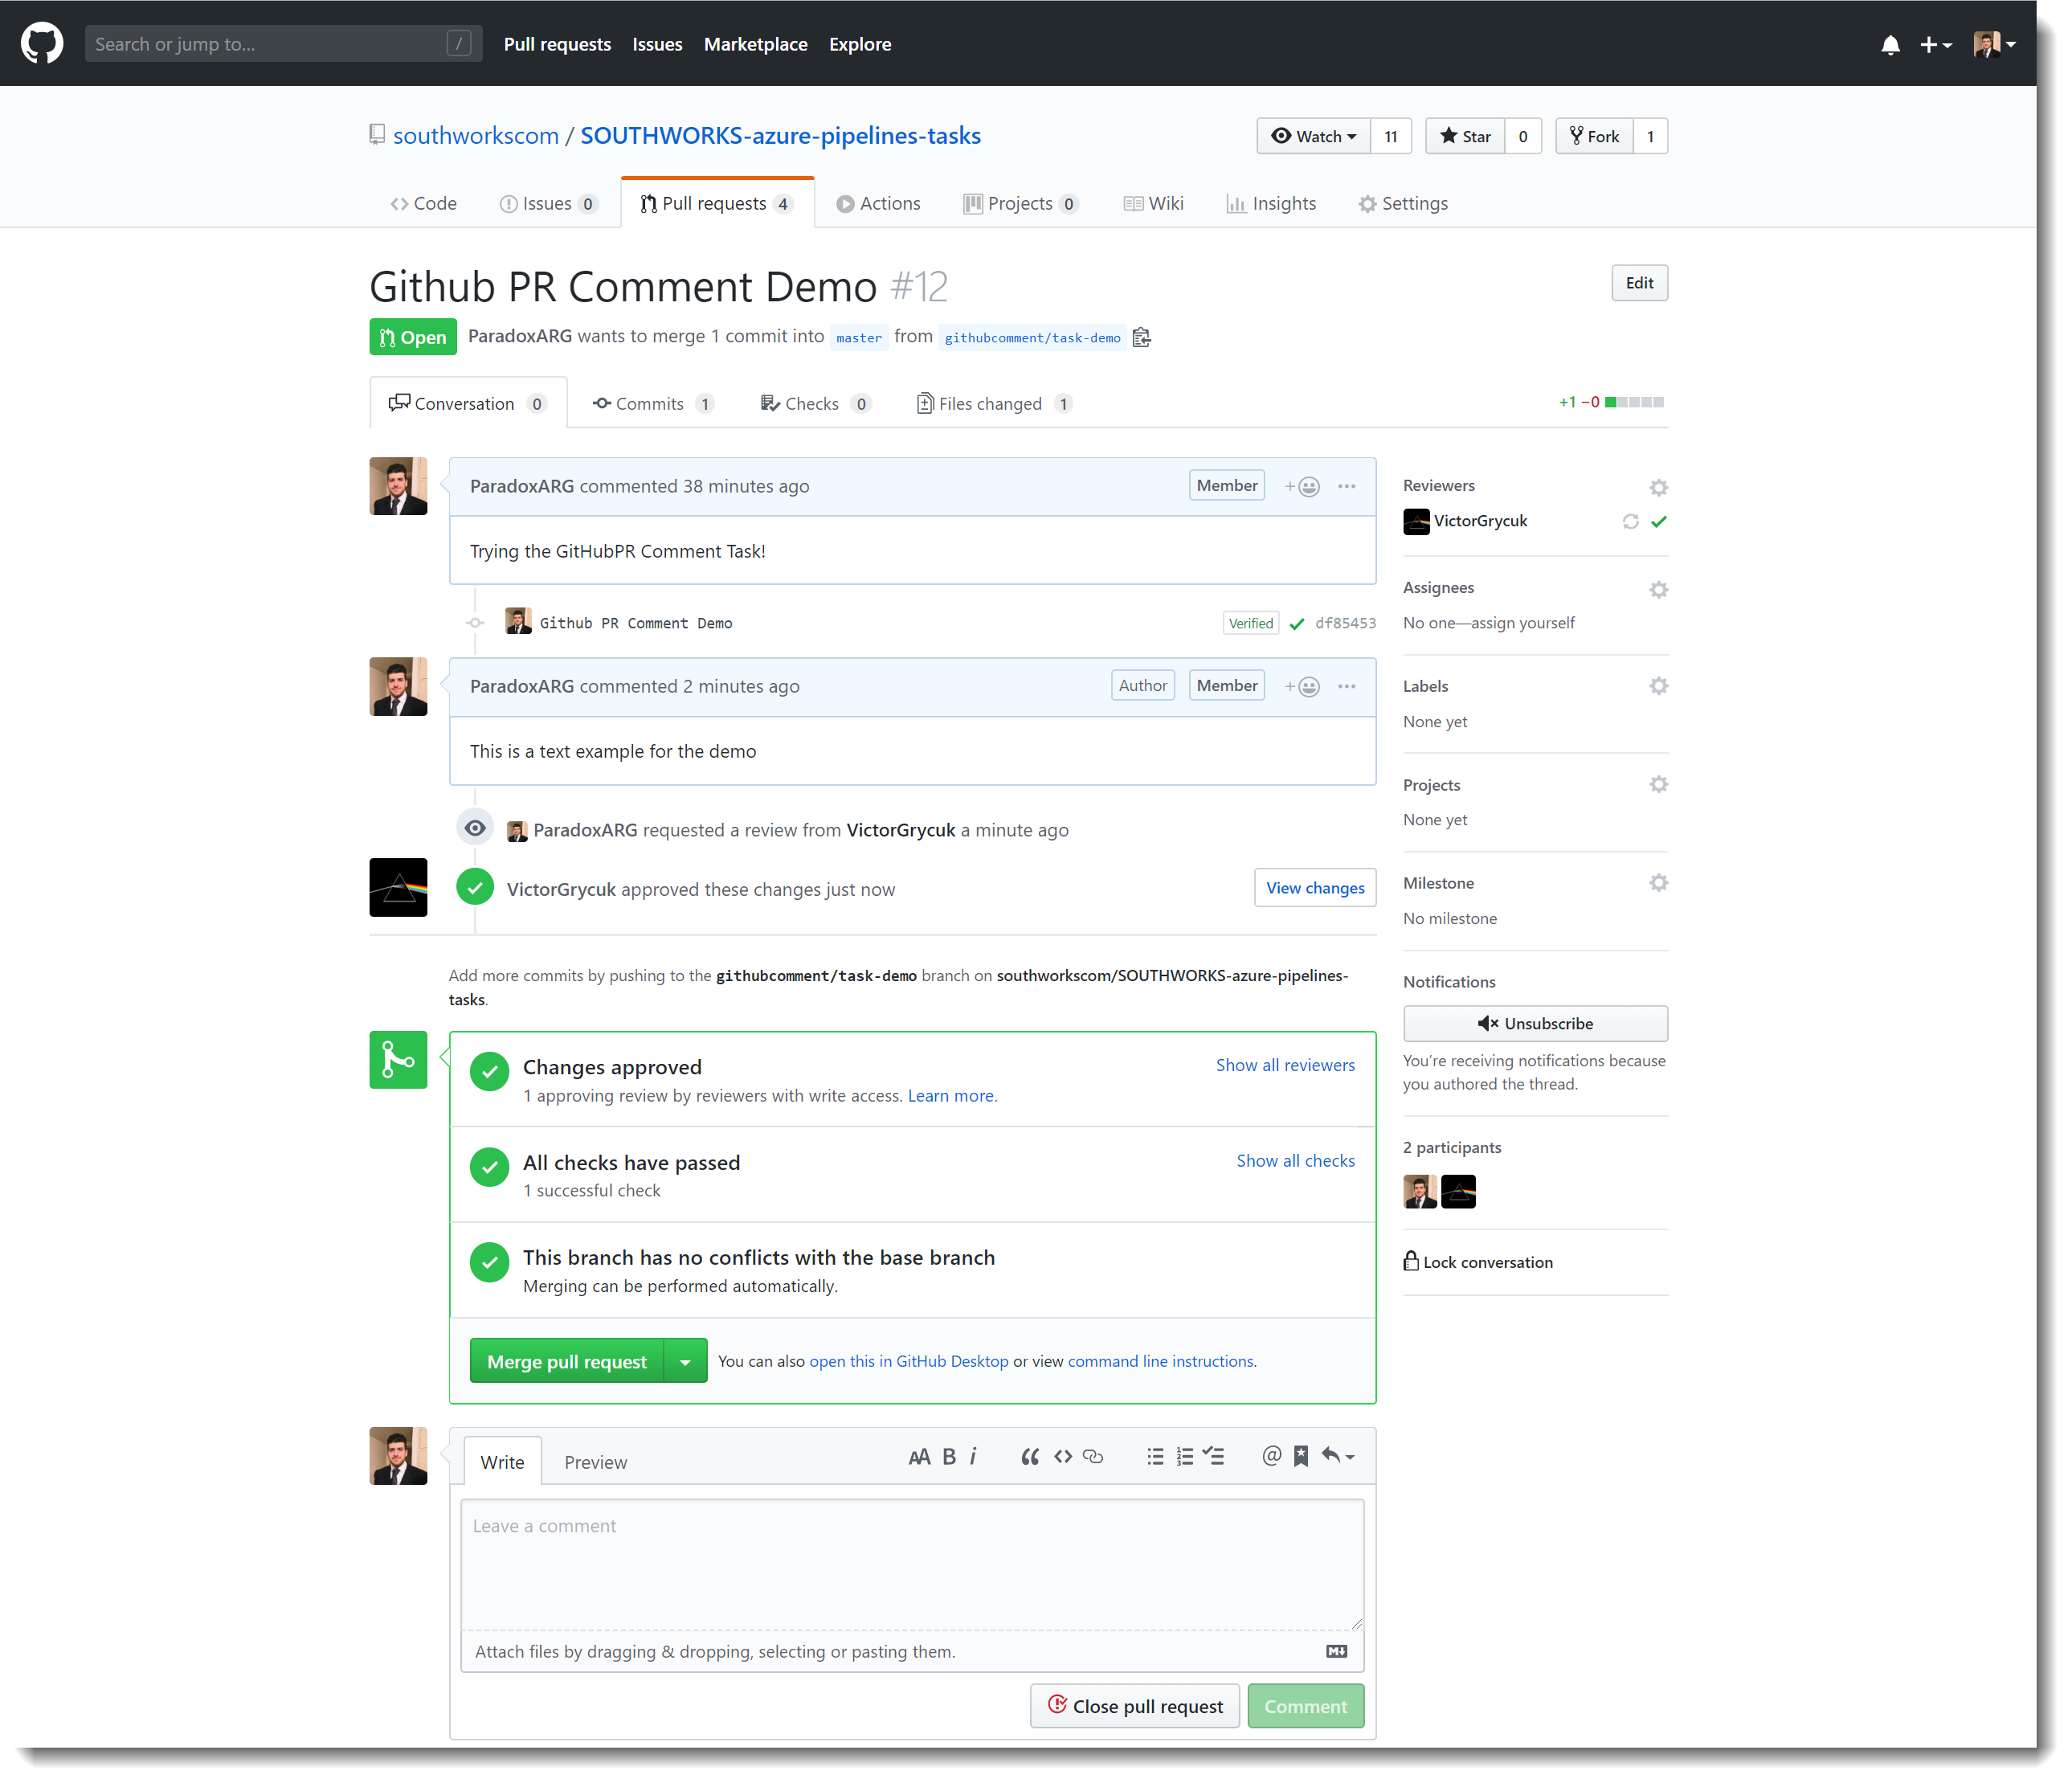 Search or jump to... /
Pull requests Issues Marketplace Explore
southworkscom / SOUTHWORKS-azure-pipelines-tasks
Watch 11 Star 0 Fork 1
Code Issues 0 Pull requests 4 Actions Projects 0 Wiki Insights Settings
Github PR Comment Demo #12
Edit
Open ParadoxARG wants to merge 1 commit into master from githubcomment/task-demo
Conversation 0 Commits 1 Checks 0 Files changed 1
+1 −0
ParadoxARG commented 38 minutes ago
Member
Trying the GitHubPR Comment Task!
Github PR Comment Demo
Verified df85453
ParadoxARG commented 2 minutes ago
Author Member
This is a text example for the demo
ParadoxARG requested a review from VictorGrycuk a minute ago
VictorGrycuk approved these changes just now
View changes
Add more commits by pushing to the githubcomment/task-demo branch on southworkscom/SOUTHWORKS-azure-pipelines-
tasks.
Changes approved
Show all reviewers
1 approving review by reviewers with write access. Learn more.
All checks have passed
Show all checks
1 successful check
This branch has no conflicts with the base branch
Merging can be performed automatically.
Merge pull request
You can also open this in GitHub Desktop or view command line instructions.
Write Preview
AA B i
Leave a comment
Attach files by dragging & dropping, selecting or pasting them.
Close pull request
Comment
Reviewers
VictorGrycuk
Assignees
No one—assign yourself
Labels
None yet
Projects
None yet
Milestone
No milestone
Notifications
Unsubscribe
You’re receiving notifications because
you authored the thread.
2 participants
Lock conversation